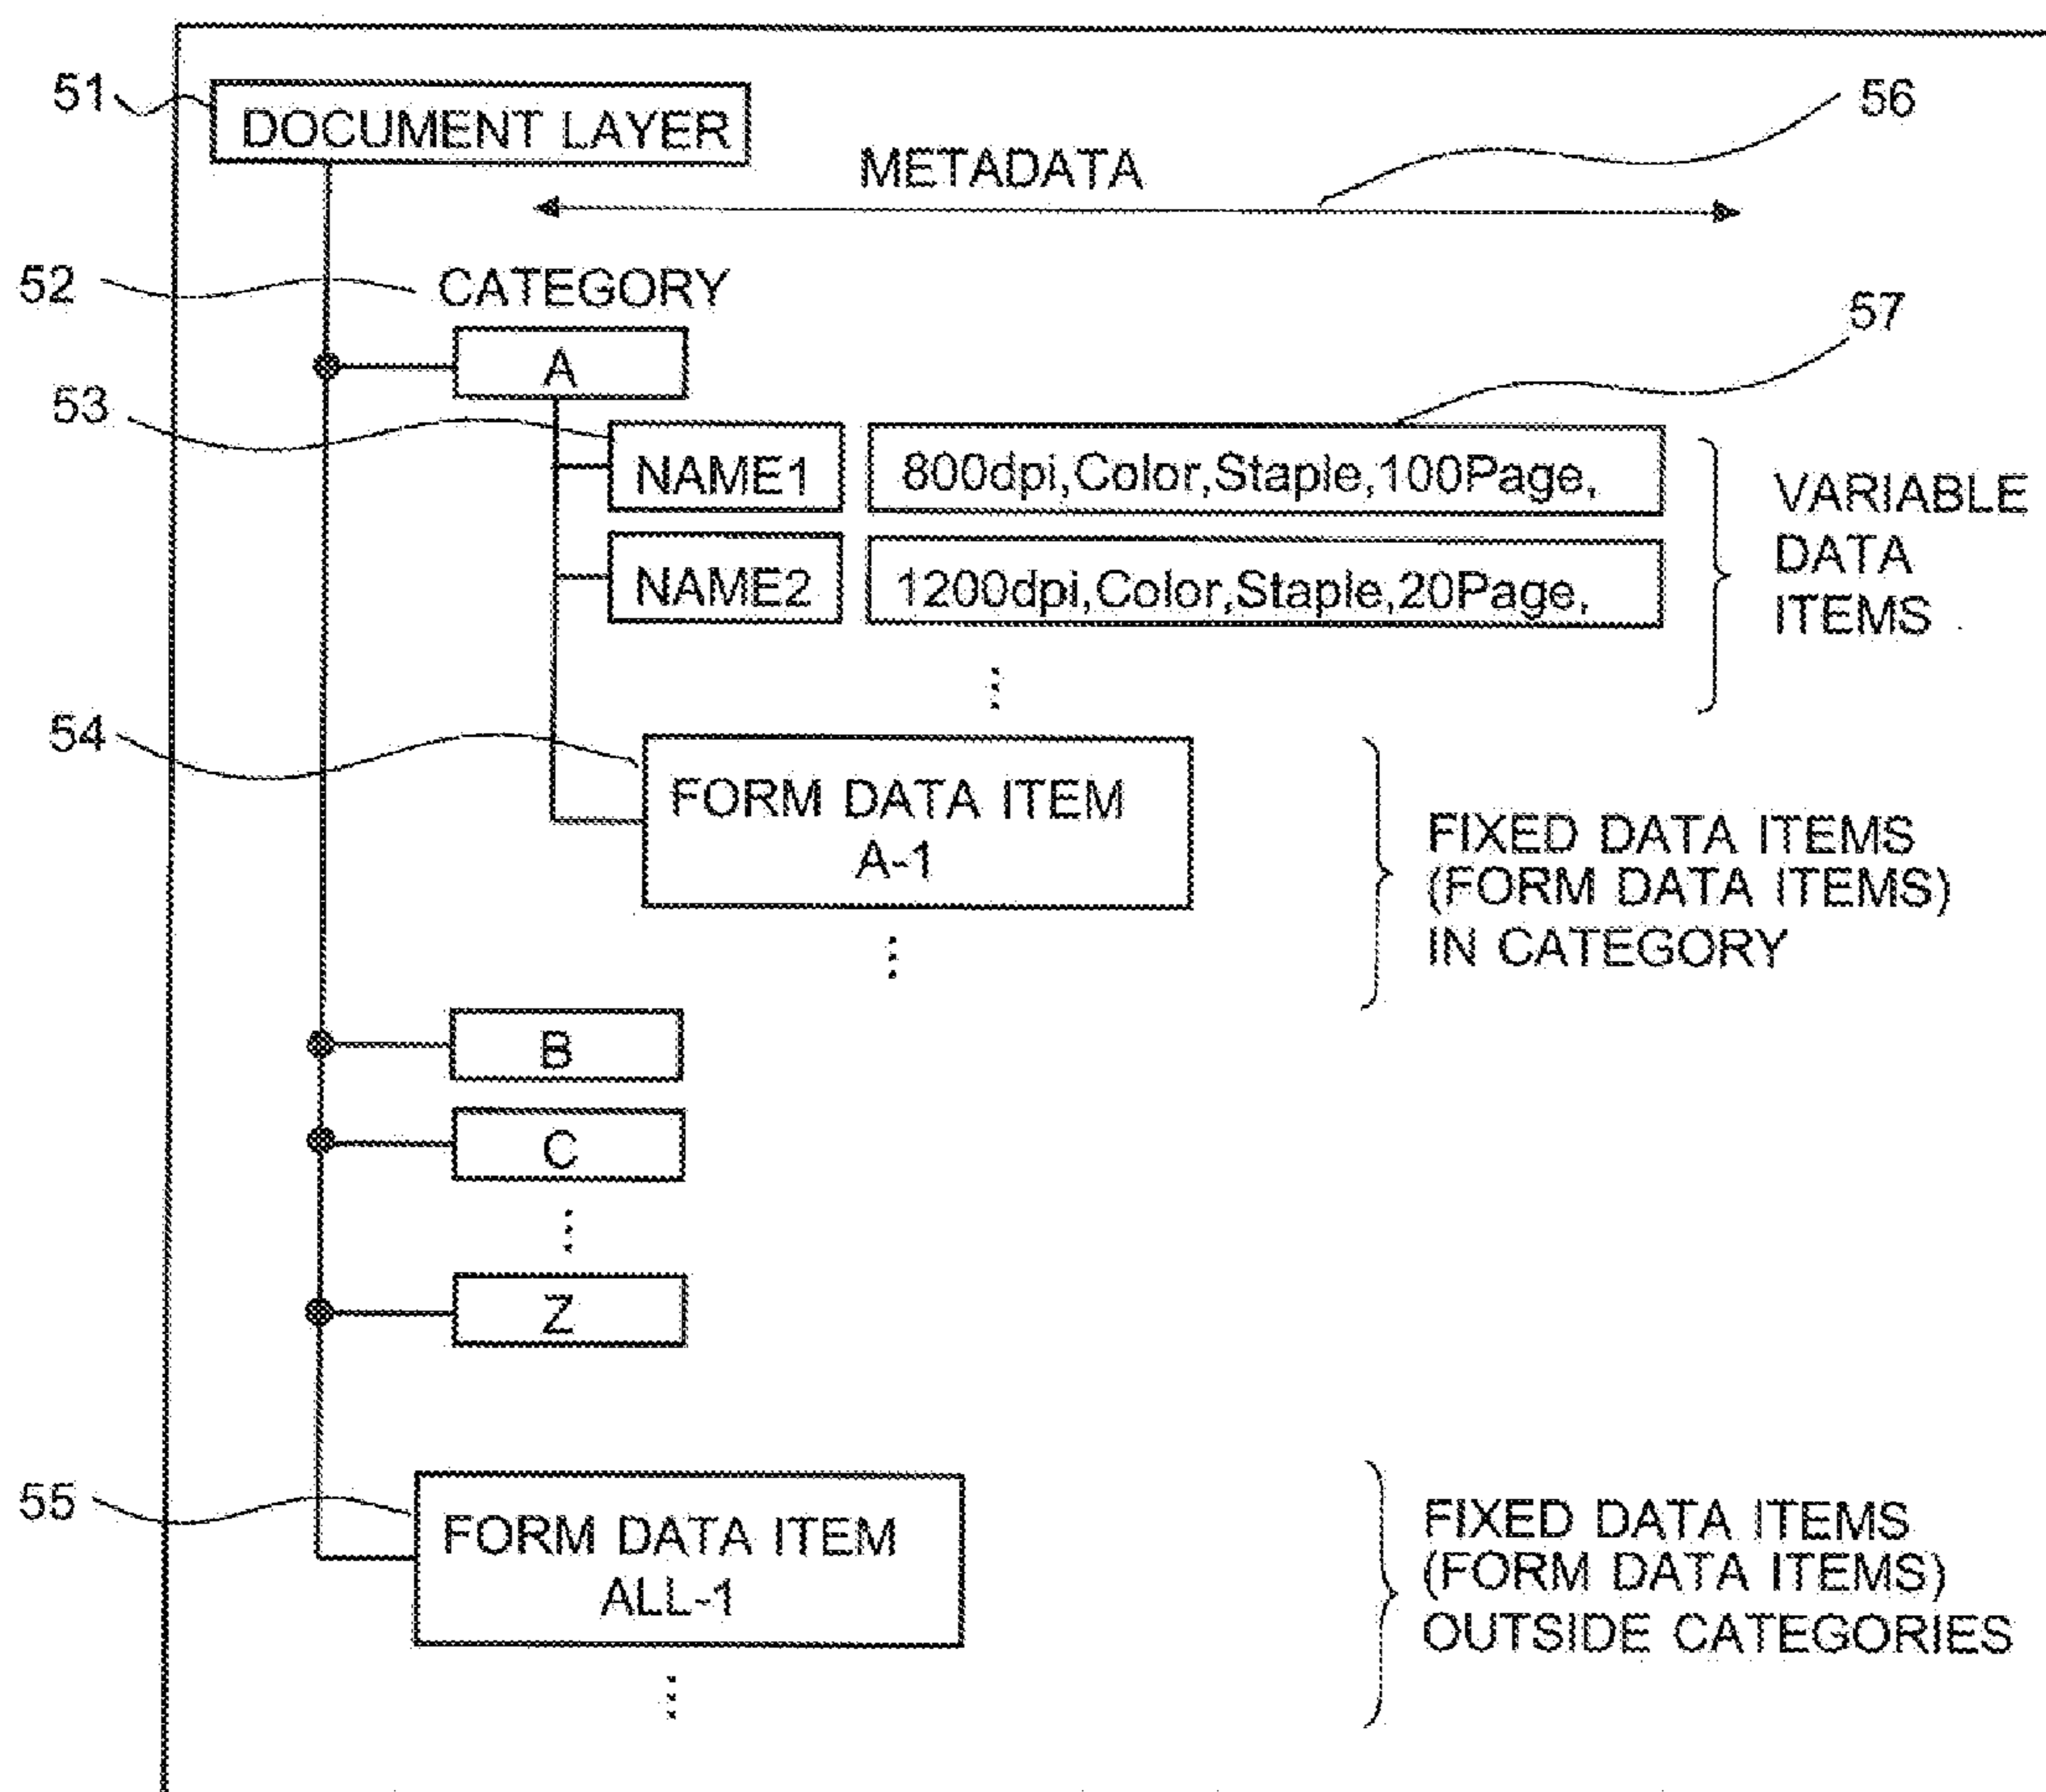 51
DOCUMENT LAYER
56
METADATA
52
CATEGORY
57
A
53
NAME1
800dpi,Color,Staple,100Page,
NAME2
1200dpi,Color,Staple,20Page,
VARIABLE
DATA
ITEMS
⋮
54
FORM DATA ITEM
A-1
⋮
FIXED DATA ITEMS
(FORM DATA ITEMS)
IN CATEGORY
B
C
⋮
Z
55
FORM DATA ITEM
ALL-1
⋮
FIXED DATA ITEMS
(FORM DATA ITEMS)
OUTSIDE CATEGORIES